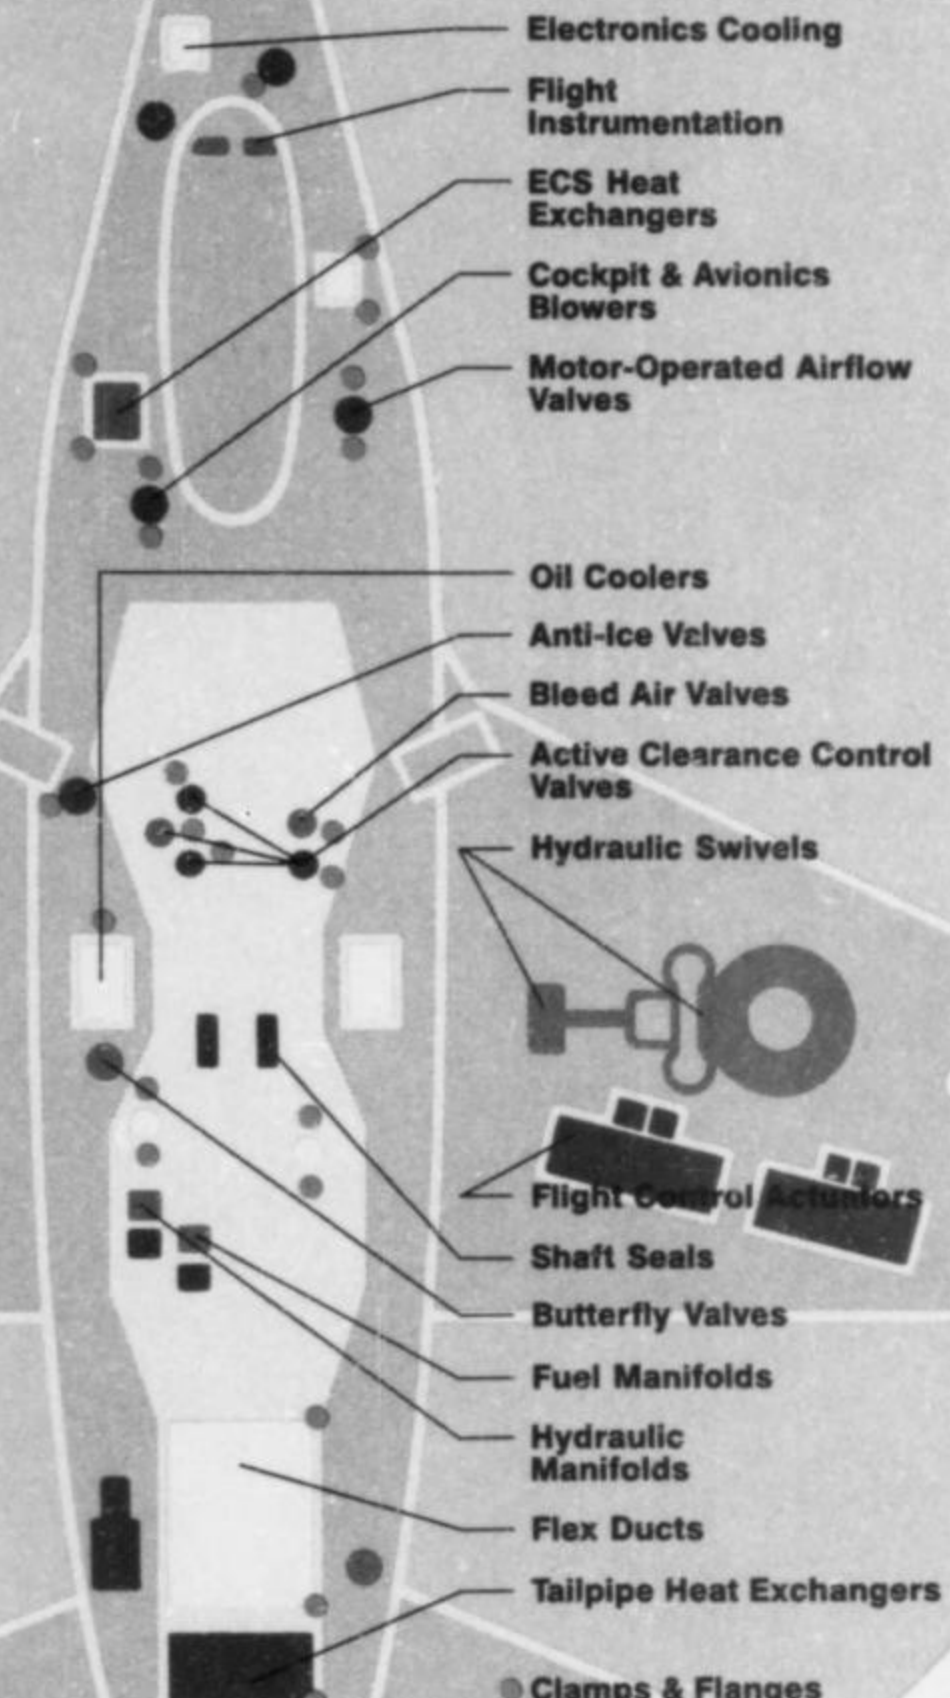 Electronics Cooling
Flight
Instrumentation
ECS Heat
Exchangers
Cockpit & Avionics
Blowers
Motor-Operated Airflow
Valves
Oil Coolers
Anti-Ice Valves
Bleed Air Valves
Active Clearance Control
Valves
Hydraulic Swivels
Flight Control Actuators
Shaft Seals
Butterfly Valves
Fuel Manifolds
Hydraulic
Manifolds
Flex Ducts
Tailpipe Heat Exchangers
Clamps & Flanges